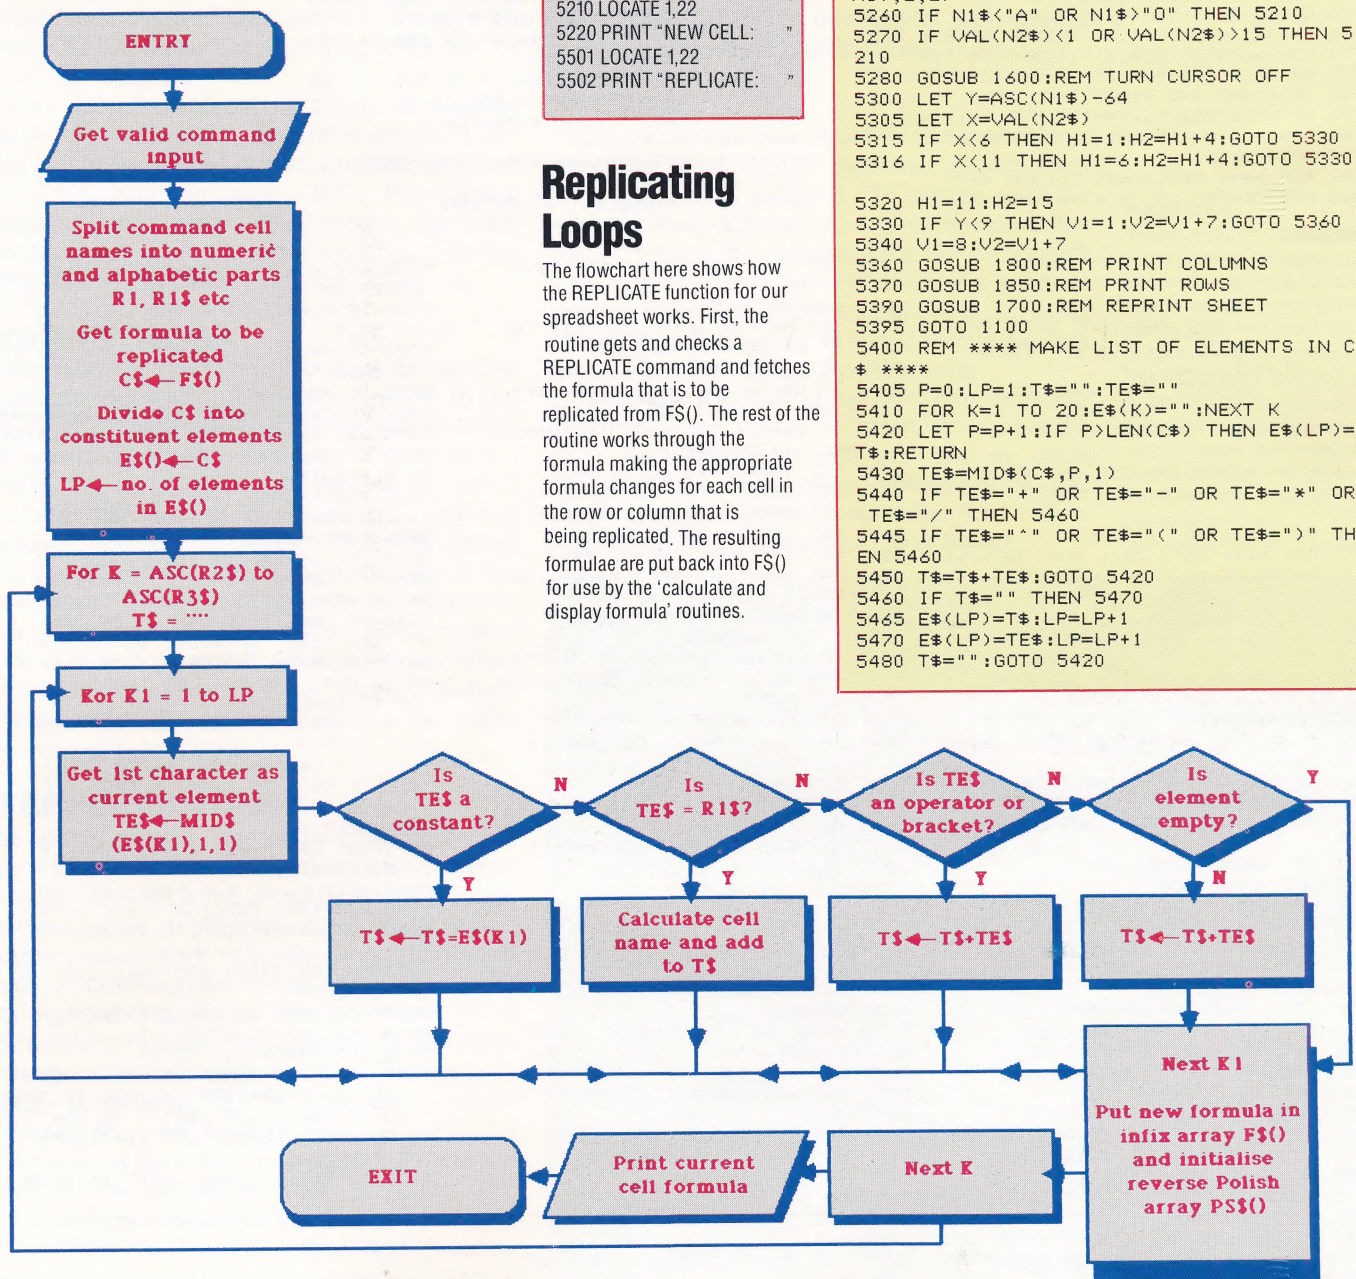 ENTRY
Get valid command
input
Split command cell
names into numeric
and alphabetic parts
R1, R1$ etc
Get formula to be
replicated
C$◄—F$()
Divide C$ into
constituent elements
E$()◄—C$
LP◄—no. of elements
in E$()
For K = ASC(R2$) to
ASC(R3$)
T$ = ""
Kor K1 = 1 to LP
Get 1st character as
current element
TE$◄—MID$
(E$(K1),1,1)
Is
TE$ a
constant?
N
Y
T$◄—T$=E$(K1)
Is
TE$ = R1$?
N
Y
Calculate cell
name and add
to T$
Is TE$
an operator or
bracket?
N
Y
T$◄—T$+TE$
Is
element
empty?
Y
N
T$◄—T$+TE$
Next K1
Put new formula in
infix array F$()
and initialise
reverse Polish
array PS$()
Next K
Print current
cell formula
EXIT
5210 LOCATE 1,22
5220 PRINT "NEW CELL:      "
5501 LOCATE 1,22
5502 PRINT "REPLICATE:      "
Replicating
Loops
The flowchart here shows how
the REPLICATE function for our
spreadsheet works. First, the
routine gets and checks a
REPLICATE command and fetches
the formula that is to be
replicated from F$(). The rest of the
routine works through the
formula making the appropriate
formula changes for each cell in
the row or column that is
being replicated. The resulting
formulae are put back into F$()
for use by the 'calculate and
display formula' routines.
5260 IF N1$<"A" OR N1$>"O" THEN 5210
5270 IF VAL(N2$)<1 OR VAL(N2$)>15 THEN 5
210
5280 GOSUB 1600:REM TURN CURSOR OFF
5300 LET Y=ASC(N1$)-64
5305 LET X=VAL(N2$)
5315 IF X<6 THEN H1=1:H2=H1+4:GOTO 5330
5316 IF X<11 THEN H1=6:H2=H1+4:GOTO 5330
5320 H1=11:H2=15
5330 IF Y<9 THEN V1=1:V2=V1+7:GOTO 5360
5340 V1=8:V2=V1+7
5360 GOSUB 1800:REM PRINT COLUMNS
5370 GOSUB 1850:REM PRINT ROWS
5390 GOSUB 1700:REM REPRINT SHEET
5395 GOTO 1100
5400 REM **** MAKE LIST OF ELEMENTS IN C
$ ****
5405 P=0:LP=1:T$="":TE$=""
5410 FOR K=1 TO 20:E$(K)="":NEXT K
5420 LET P=P+1:IF P>LEN(C$) THEN E$(LP)=
T$:RETURN
5430 TE$=MID$(C$,P,1)
5440 IF TE$="+" OR TE$="-" OR TE$="*" OR
TE$="/" THEN 5460
5445 IF TE$="^" OR TE$="(" OR TE$=")" TH
EN 5460
5450 T$=T$+TE$:GOTO 5420
5460 IF T$="" THEN 5470
5465 E$(LP)=T$:LP=LP+1
5470 E$(LP)=TE$:LP=LP+1
5480 T$="":GOTO 5420